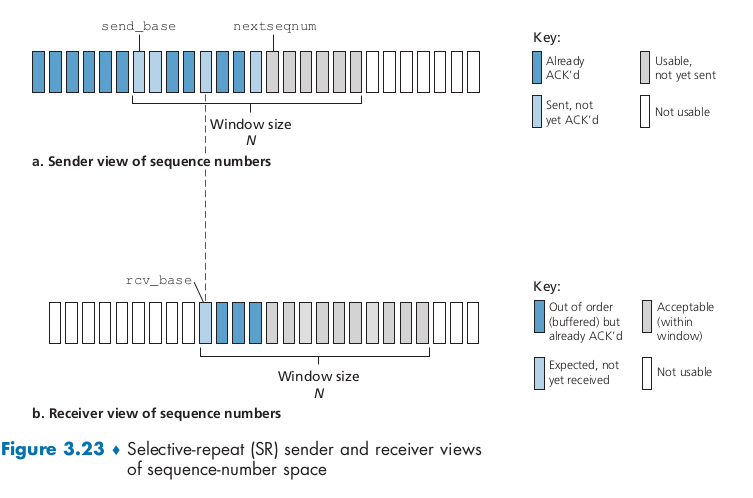 send_base nextseqnum
Key:
Already
ACK'd
Usable,
not yet sent
Sent, not
yet ACK'd
Not usable
Window size
N
a. Sender view of sequence numbers
rcv_base
Key:
Out of order
(buffered) but
already ACK'd
Acceptable
(within
window)
Expected, not
yet received
Not usable
Window size
N
b. Receiver view of sequence numbers
Figure 3.23 ♦ Selective-repeat (SR) sender and receiver views
of sequence-number space